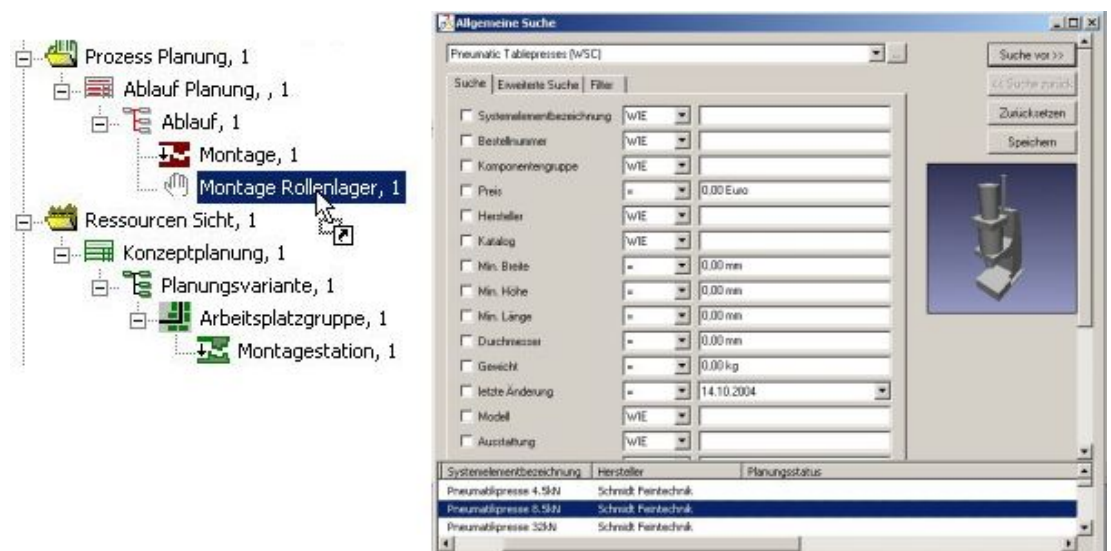 Prozess Planung, 1
Ablauf Planung, , 1
Ablauf, 1
Montage, 1
Montage Rollenlager, 1
Ressourcen Sicht, 1
Konzeptplanung, 1
Planungsvariante, 1
Arbeitsplatzgruppe, 1
Montagestation, 1
Allgemeine Suche
Pneumatic Tablepresses (WSC) ...
Suche vor >>
Suche Erweiterte Suche Filter
<< Suche zurück
Systemelementbezeichnung WIE
Zurücksetzen
Bestellnummer WIE
Speichern
Komponentengruppe WIE
Preis = 0,00 Euro
Hersteller WIE
Katalog WIE
Min. Breite = 0,00 mm
Min. Höhe = 0,00 mm
Min. Länge = 0,00 mm
Durchmesser = 0,00 mm
Gewicht = 0,00 kg
letzte Änderung = 14.10.2004
Modell WIE
Ausstattung WIE
Systemelementbezeichnung Hersteller Planungsstatus
Pneumatikpresse 4.5kN Schmidt Feintechnik
Pneumatikpresse 8.5kN Schmidt Feintechnik
Pneumatikpresse 32kN Schmidt Feintechnik